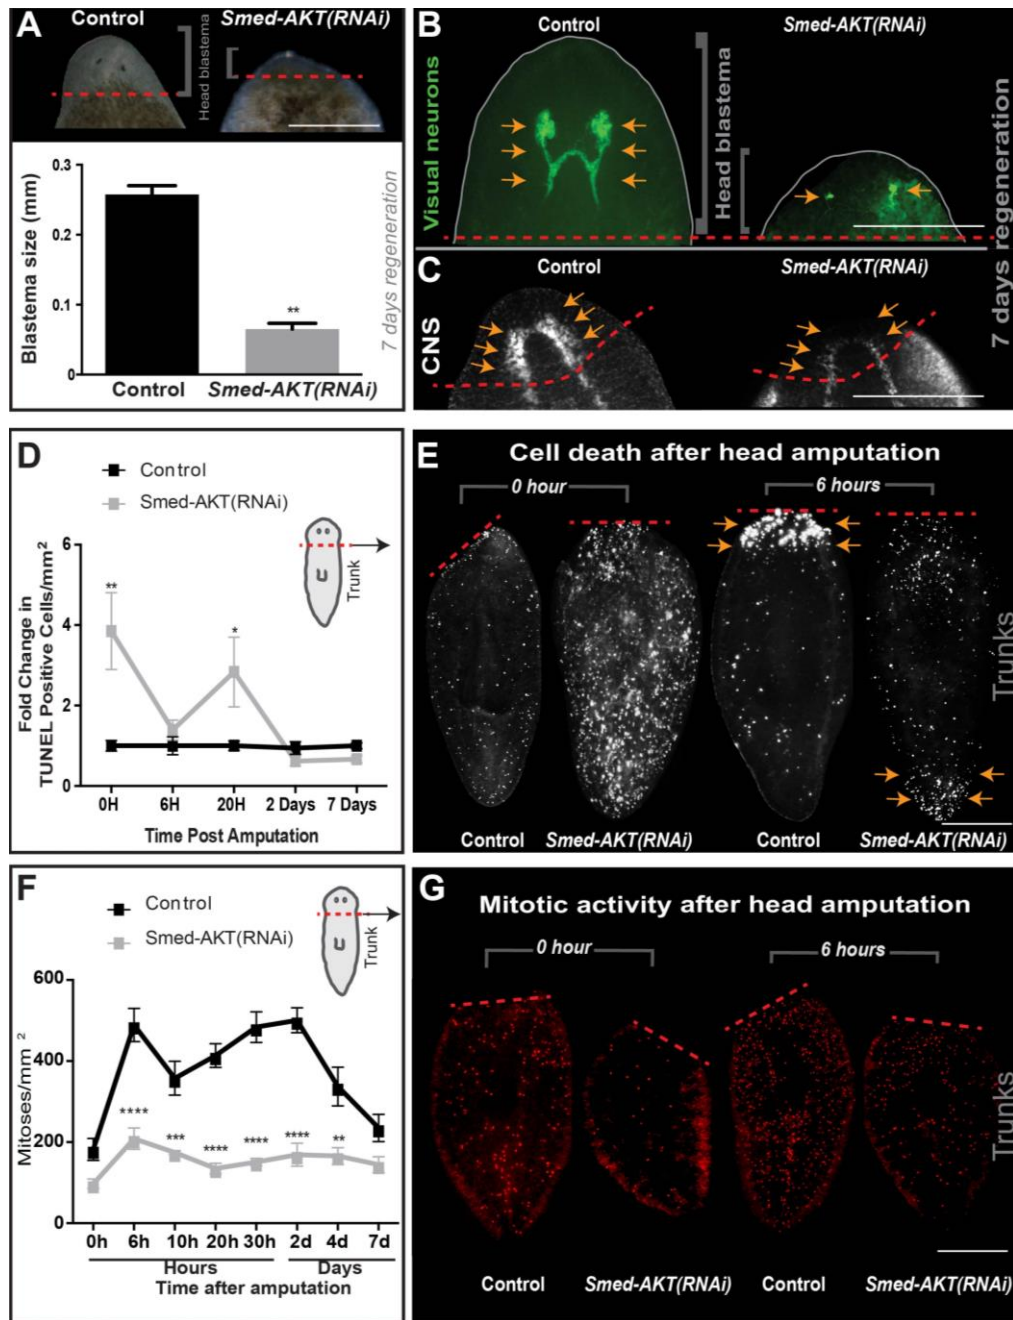 A
Control
Smed-AKT(RNAi)
Head blastema
0.3
0.2
0.1
0
Blastema size (mm)
**
7 days regeneration
Control
Smed-AKT(RNAi)
B
Control
Smed-AKT(RNAi)
Visual neurons
Head blastema
C
Control
Smed-AKT(RNAi)
CNS
7 days regeneration
D
Control
Smed-AKT(RNAi)
Trunk
6
4
2
0
Fold Change in
TUNEL Positive Cells/mm²
**
*
0H
6H
20H
2 Days
7 Days
Time Post Amputation
E
Cell death after head amputation
0 hour
6 hours
Trunks
Control
Smed-AKT(RNAi)
Control
Smed-AKT(RNAi)
F
Control
Smed-AKT(RNAi)
Trunk
600
400
200
0
Mitoses/mm²
****
***
****
****
****
**
0h
6h
10h
20h
30h
2d
4d
7d
Hours
Days
Time after amputation
G
Mitotic activity after head amputation
0 hour
6 hours
Trunks
Control
Smed-AKT(RNAi)
Control
Smed-AKT(RNAi)